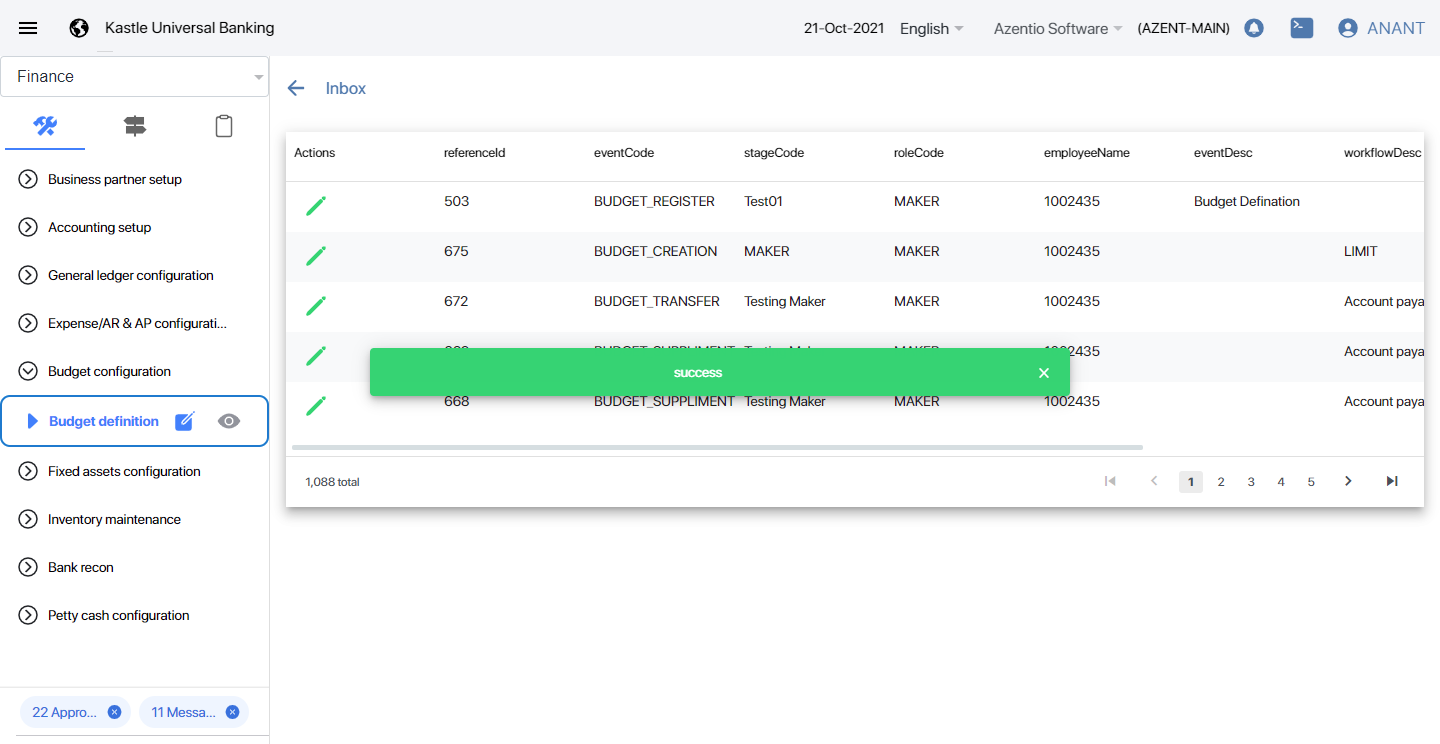 Kastle Universal Banking
21-Oct-2021 English Azentio Software (AZENT-MAIN) ANANT
Finance
Business partner setup
Accounting setup
General ledger configuration
Expense/AR & AP configurati...
Budget configuration
Budget definition
Fixed assets configuration
Inventory maintenance
Bank recon
Petty cash configuration
22 Appro... 11 Messa...
Inbox
Actions referenceId eventCode stageCode roleCode employeeName eventDesc workflowDesc
503 BUDGET_REGISTER Test01 MAKER 1002435 Budget Defination
675 BUDGET_CREATION MAKER MAKER 1002435 LIMIT
672 BUDGET_TRANSFER Testing Maker MAKER 1002435 Account paya
BUDGET_SUPPLIMENT Testing Maker MAKER 1002435 Account paya
success
668 BUDGET_SUPPLIMENT Testing Maker MAKER 1002435 Account paya
1,088 total
1 2 3 4 5